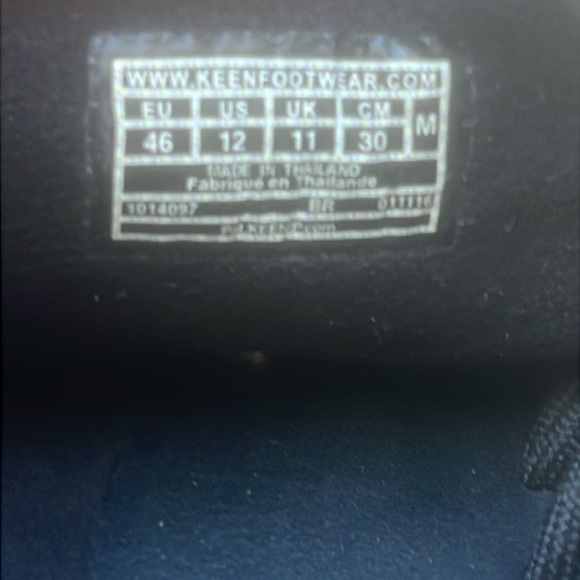 WWW.KEENFOOTWEAR.COM
EU US UK CM M
46 12 11 30
MADE IN THAILAND
Fabriqué en Thaïlande
1014097 BR 011116